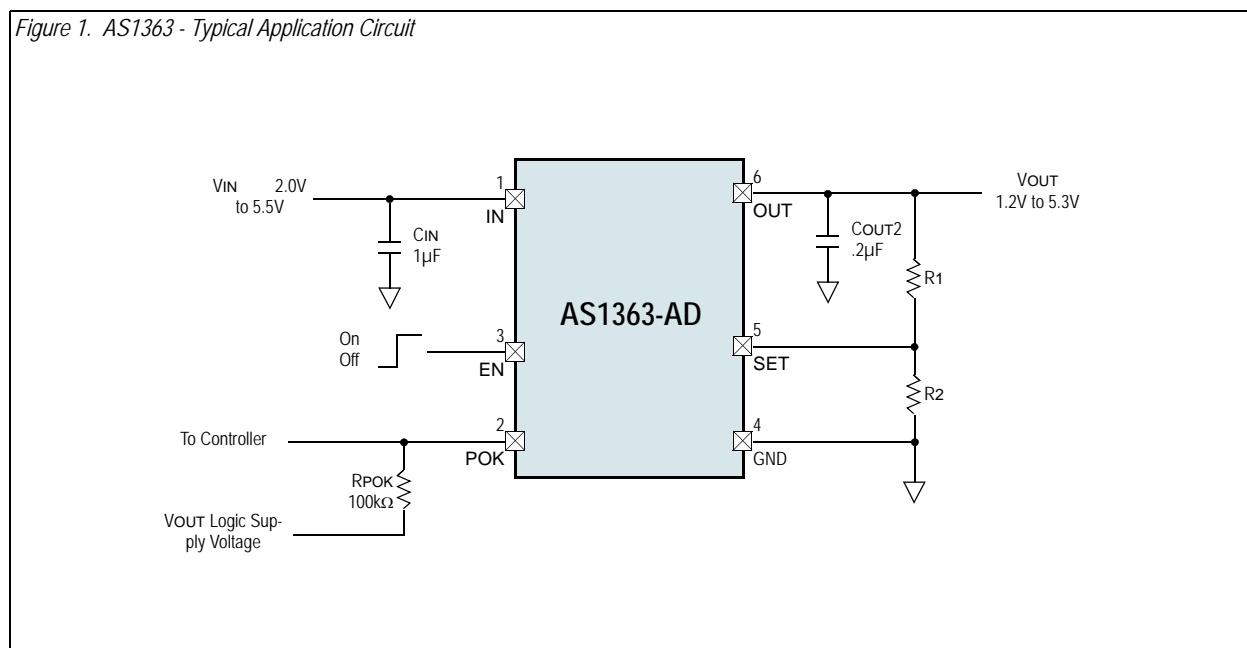 Figure 1. AS1363 - Typical Application Circuit
VIN 2.0V
to 5.5V
1
IN
CIN
1µF
On
Off
3
EN
To Controller
2
POK
RPOK
100kΩ
VOUT Logic Sup-
ply Voltage
AS1363-AD
6
OUT
VOUT
1.2V to 5.3V
COUT2
.2µF
R1
5
SET
R2
4
GND